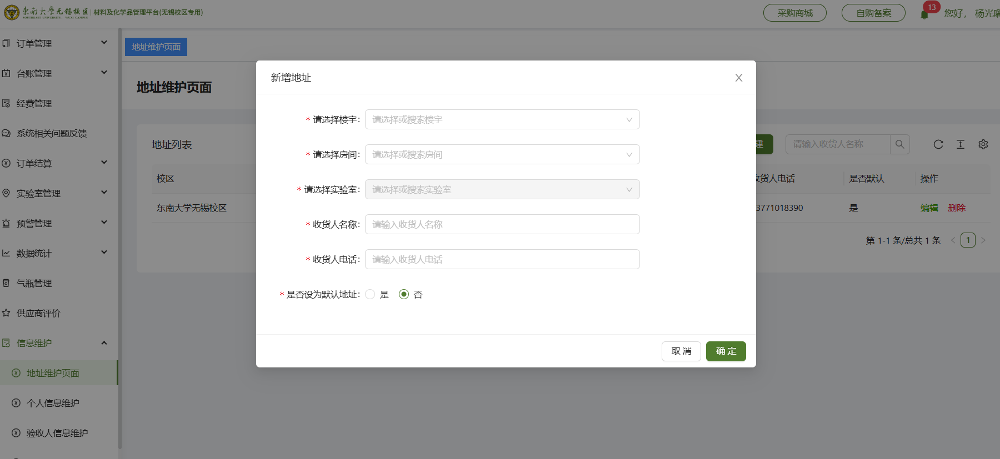 東南大学无锡校区
SOUTHEAST UNIVERSITY, WUXI CAMPUS
材料及化学品管理平台(无锡校区专用)
采购商城
自购备案
13
您好， 杨光曜
订单管理
台账管理
经费管理
系统相关问题反馈
订单结算
实验室管理
预警管理
数据统计
气瓶管理
供应商评价
信息维护
地址维护页面
个人信息维护
验收人信息维护
地址维护页面
地址维护页面
地址列表
建
请输入收货人名称
校区
收货人电话
是否默认
操作
东南大学无锡校区
3771018390
是
编辑 删除
第 1-1 条/总共 1 条
1
新增地址
* 请选择楼宇: 请选择或搜索楼宇
* 请选择房间: 请选择或搜索房间
* 请选择实验室: 请选择或搜索实验室
* 收货人名称: 请输入收货人名称
* 收货人电话: 请输入收货人电话
* 是否设为默认地址: 是 否
取 消
确 定